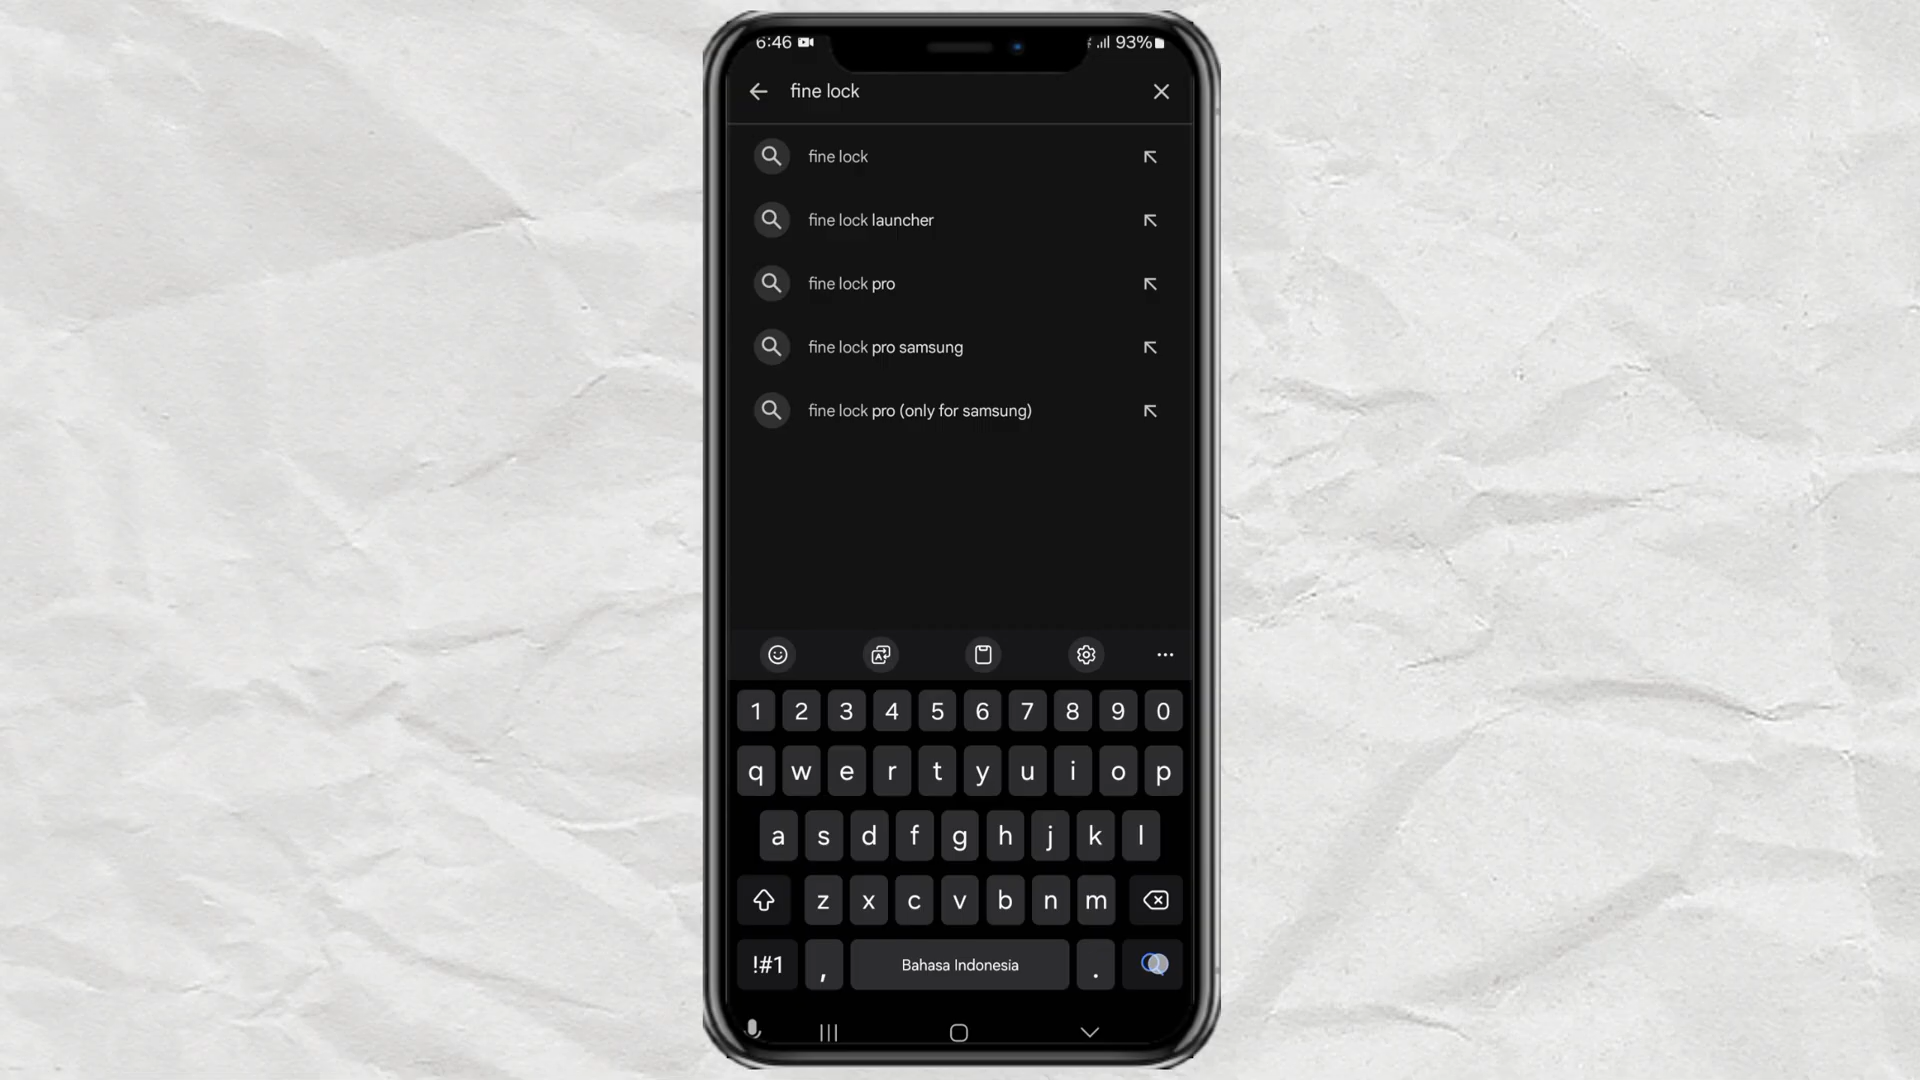 6:46 93%
fine lock
fine lock
fine lock launcher
fine lock pro
fine lock pro samsung
fine lock pro (only for samsung)
1 2 3 4 5 6 7 8 9 0
q w e r t y u i o p
a s d f g h j k l
z x c v b n m
!#1 , Bahasa Indonesia .